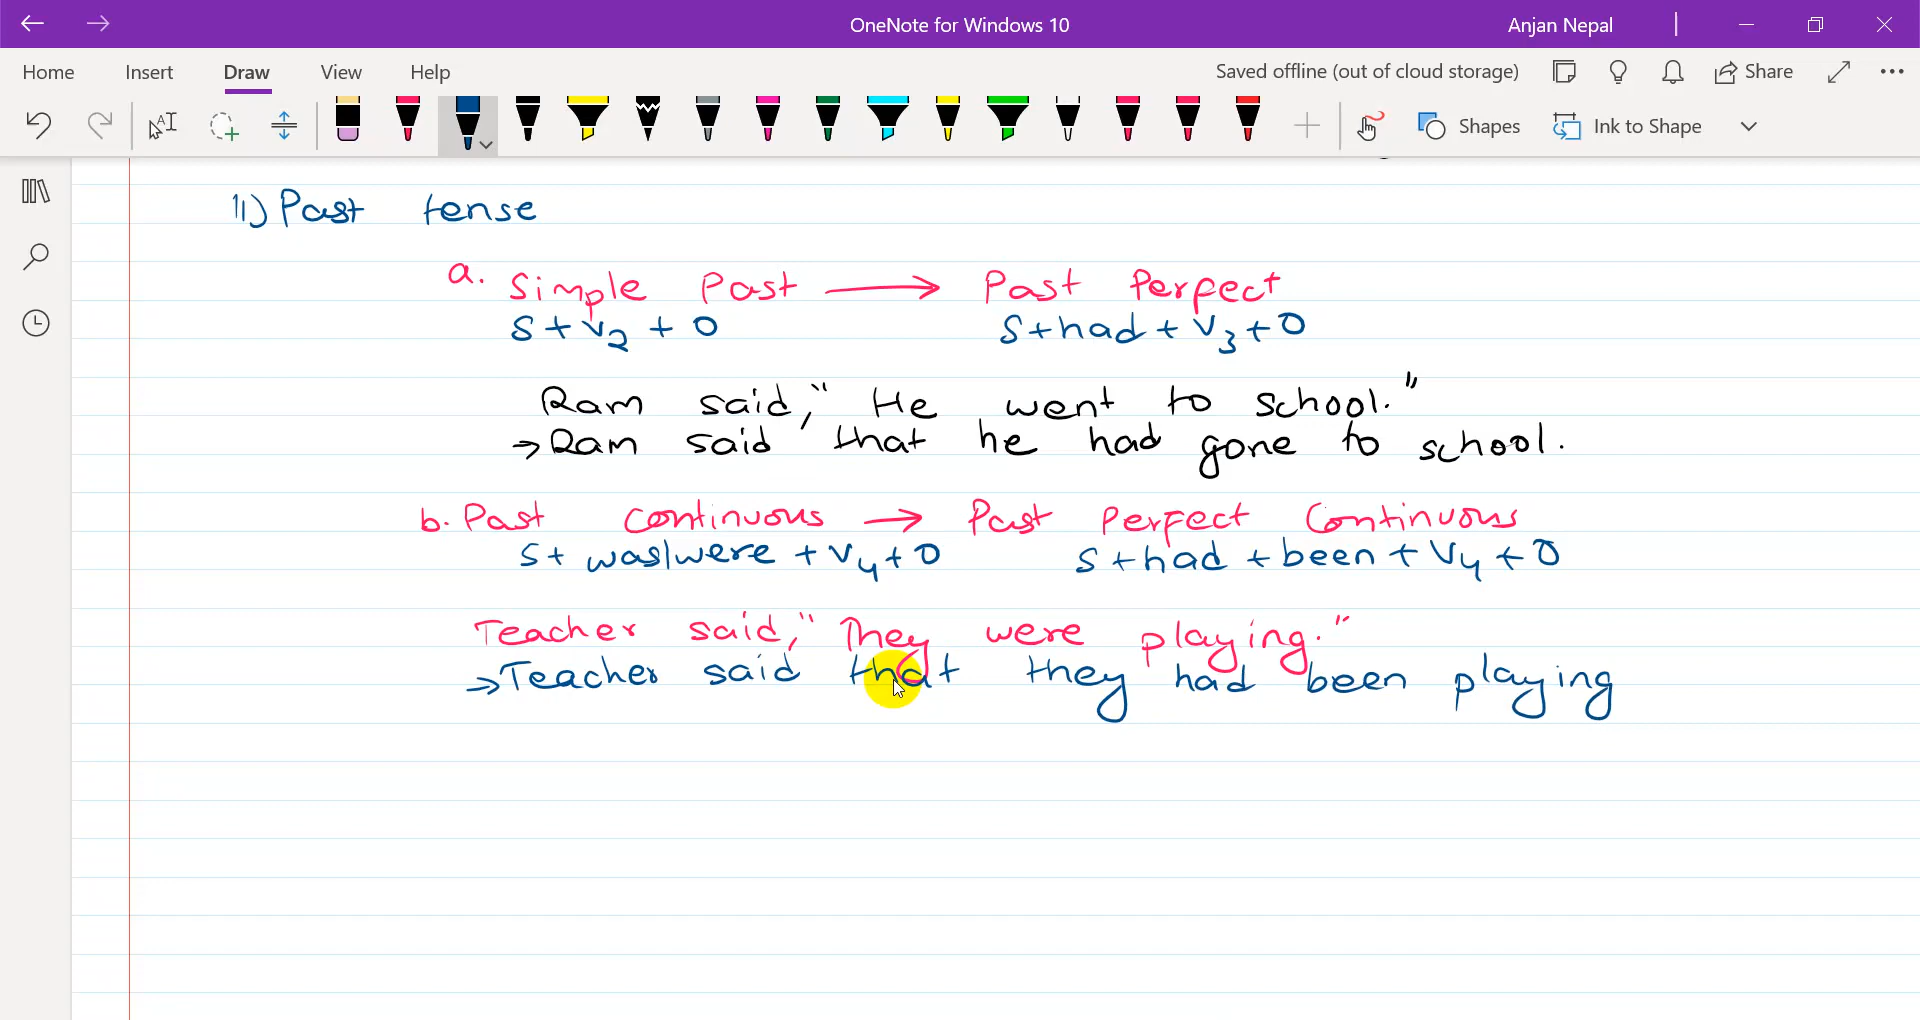 OneNote for Windows 10
Anjan Nepal
Home Insert Draw View Help
Saved offline (out of cloud storage)
Share
Shapes
Ink to Shape
11) Past tense
a. Simple Past → Past Perfect
S + V2 + O S + had + V3 + O
Ram said, " He went to school."
→ Ram said that he had gone to school.
b. Past Continuous → Past Perfect Continuous
S + was|were + V4 + O S + had + been + V4 + O
Teacher said, " They were playing."
→ Teacher said that they had been playing